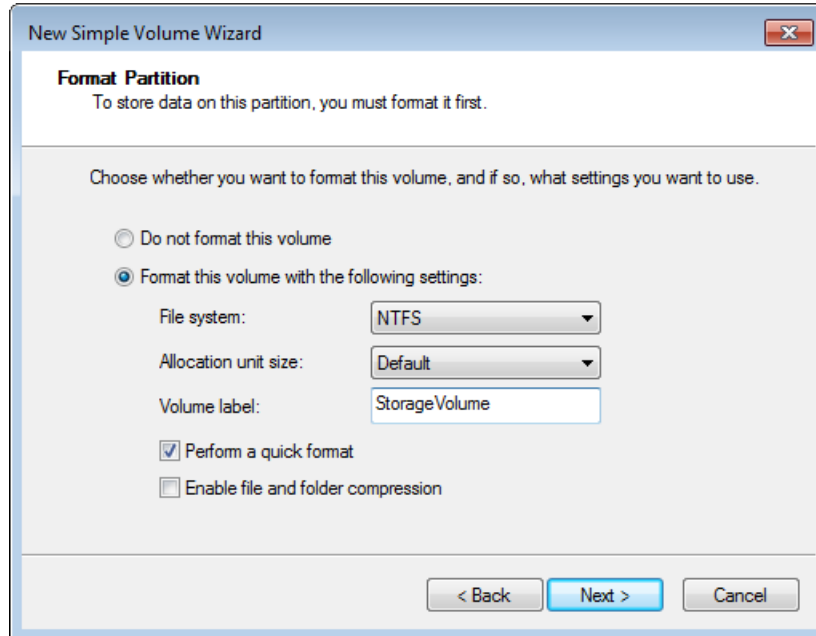 New Simple Volume Wizard
Format Partition
To store data on this partition, you must format it first.
Choose whether you want to format this volume, and if so, what settings you want to use.
Do not format this volume
Format this volume with the following settings:
File system: NTFS
Allocation unit size: Default
Volume label: StorageVolume
Perform a quick format
Enable file and folder compression
< Back Next > Cancel